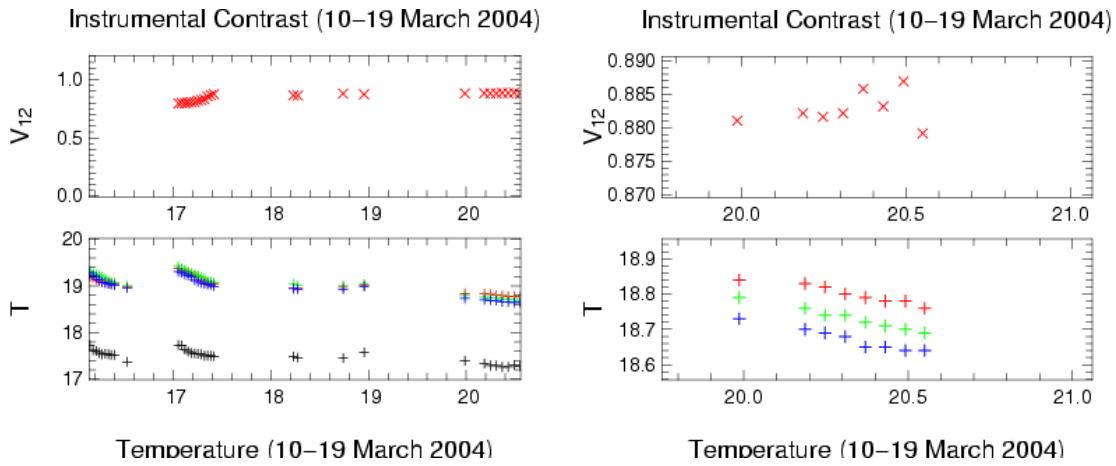 Instrumental Contrast (10–19 March 2004)
1.0
0.5
0.0
V12
17 18 19 20
20
19
18
17
T
17 18 19 20
Temperature (10–19 March 2004)
Instrumental Contrast (10–19 March 2004)
0.890
0.885
0.880
0.875
0.870
V12
20.0 20.5 21.0
18.9
18.8
18.7
18.6
T
20.0 20.5 21.0
Temperature (10–19 March 2004)